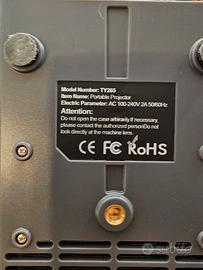 Model Number: TY265
Item Name: Portable Projector
Electric Parameter: AC 100-240V 2A 50/60Hz
Attention:
Do not open the case arbitrarily.If necessary,
please contact the authorized personDo not
look directly at the machine lens.
CE FC RoHS
subito